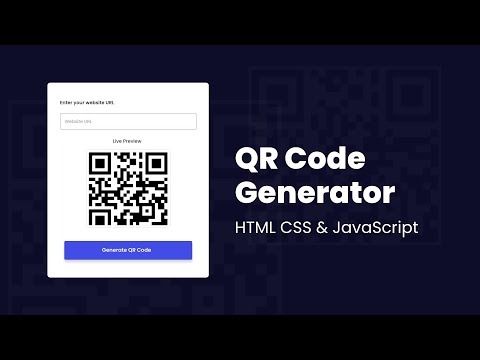 Enter your website URL
Website URL
Live Preview
Generate QR Code
QR Code
Generator
HTML CSS & JavaScript